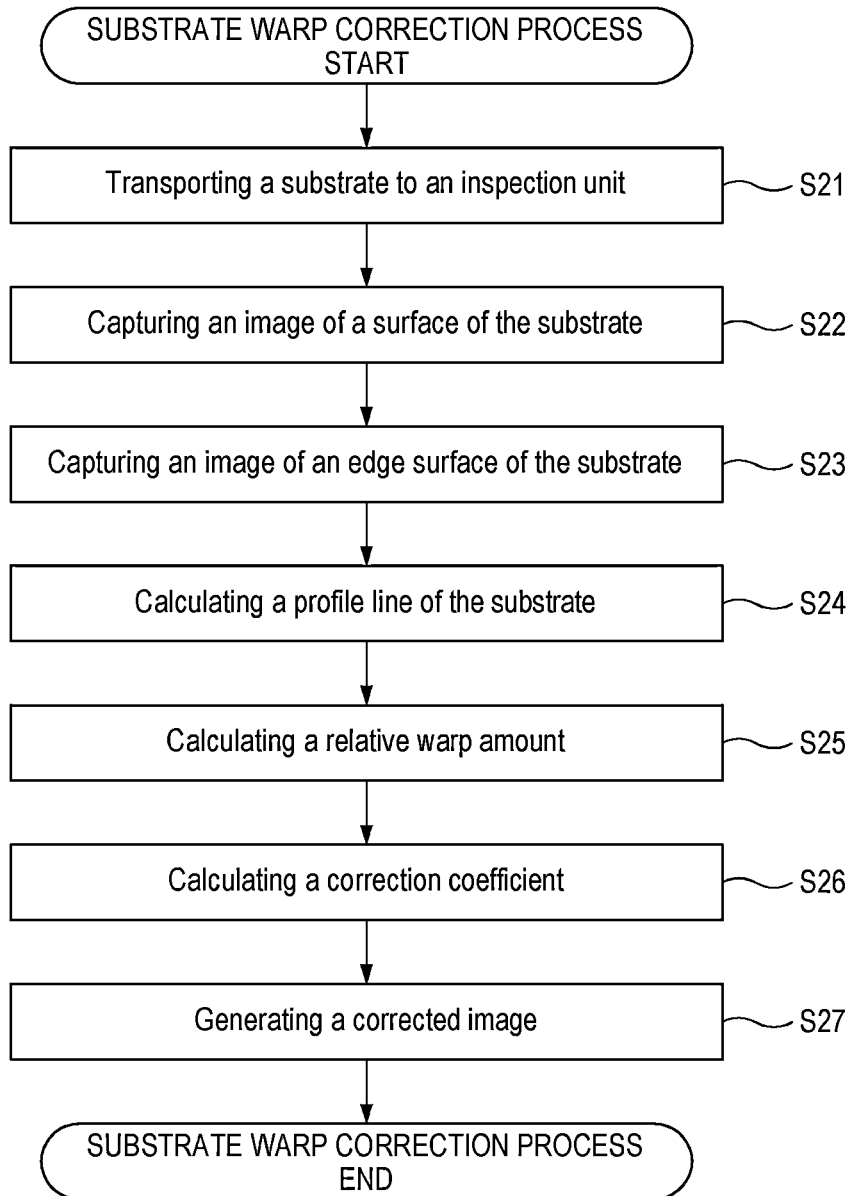 SUBSTRATE WARP CORRECTION PROCESS
START
Transporting a substrate to an inspection unit
S21
Capturing an image of a surface of the substrate
S22
Capturing an image of an edge surface of the substrate
S23
Calculating a profile line of the substrate
S24
Calculating a relative warp amount
S25
Calculating a correction coefficient
S26
Generating a corrected image
S27
SUBSTRATE WARP CORRECTION PROCESS
END